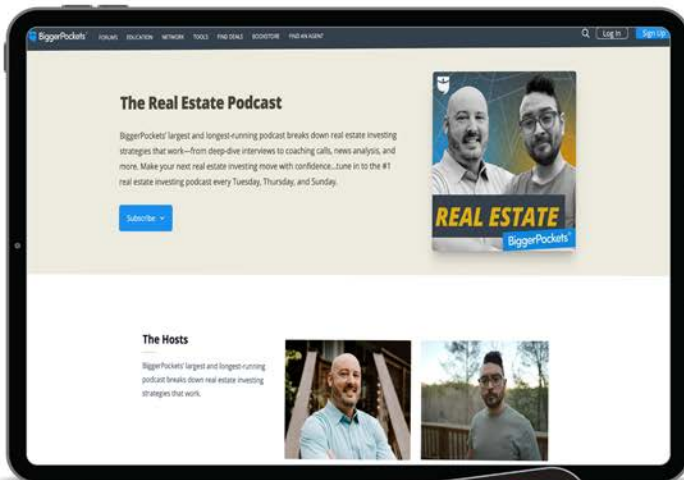 BiggerPockets®
FORUMS EDUCATION NETWORK TOOLS FIND DEALS BOOKSTORE FIND AN AGENT
Log In
Sign Up
The Real Estate Podcast
BiggerPockets' largest and longest-running podcast breaks down real estate investing
strategies that work—from deep-dive interviews to coaching calls, news analysis, and
more. Make your next real estate investing move with confidence...tune in to the #1
real estate investing podcast every Tuesday, Thursday, and Sunday.
Subscribe
REAL ESTATE
BiggerPockets®
The Hosts
BiggerPockets' largest and longest-running
podcast breaks down real estate investing
strategies that work.